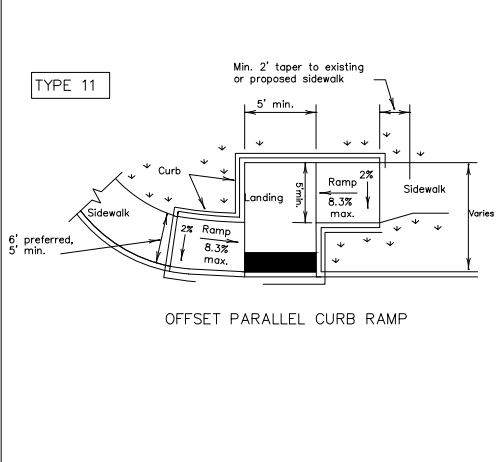 Min. 2' taper to existing
or proposed sidewalk
TYPE 11
5' min.
Curb
2%
Ramp
8.3%
max.
5'min.
Landing
Sidewalk
Sidewalk
Varies
2%
Ramp
8.3%
max.
6' preferred,
5' min.
OFFSET PARALLEL CURB RAMP